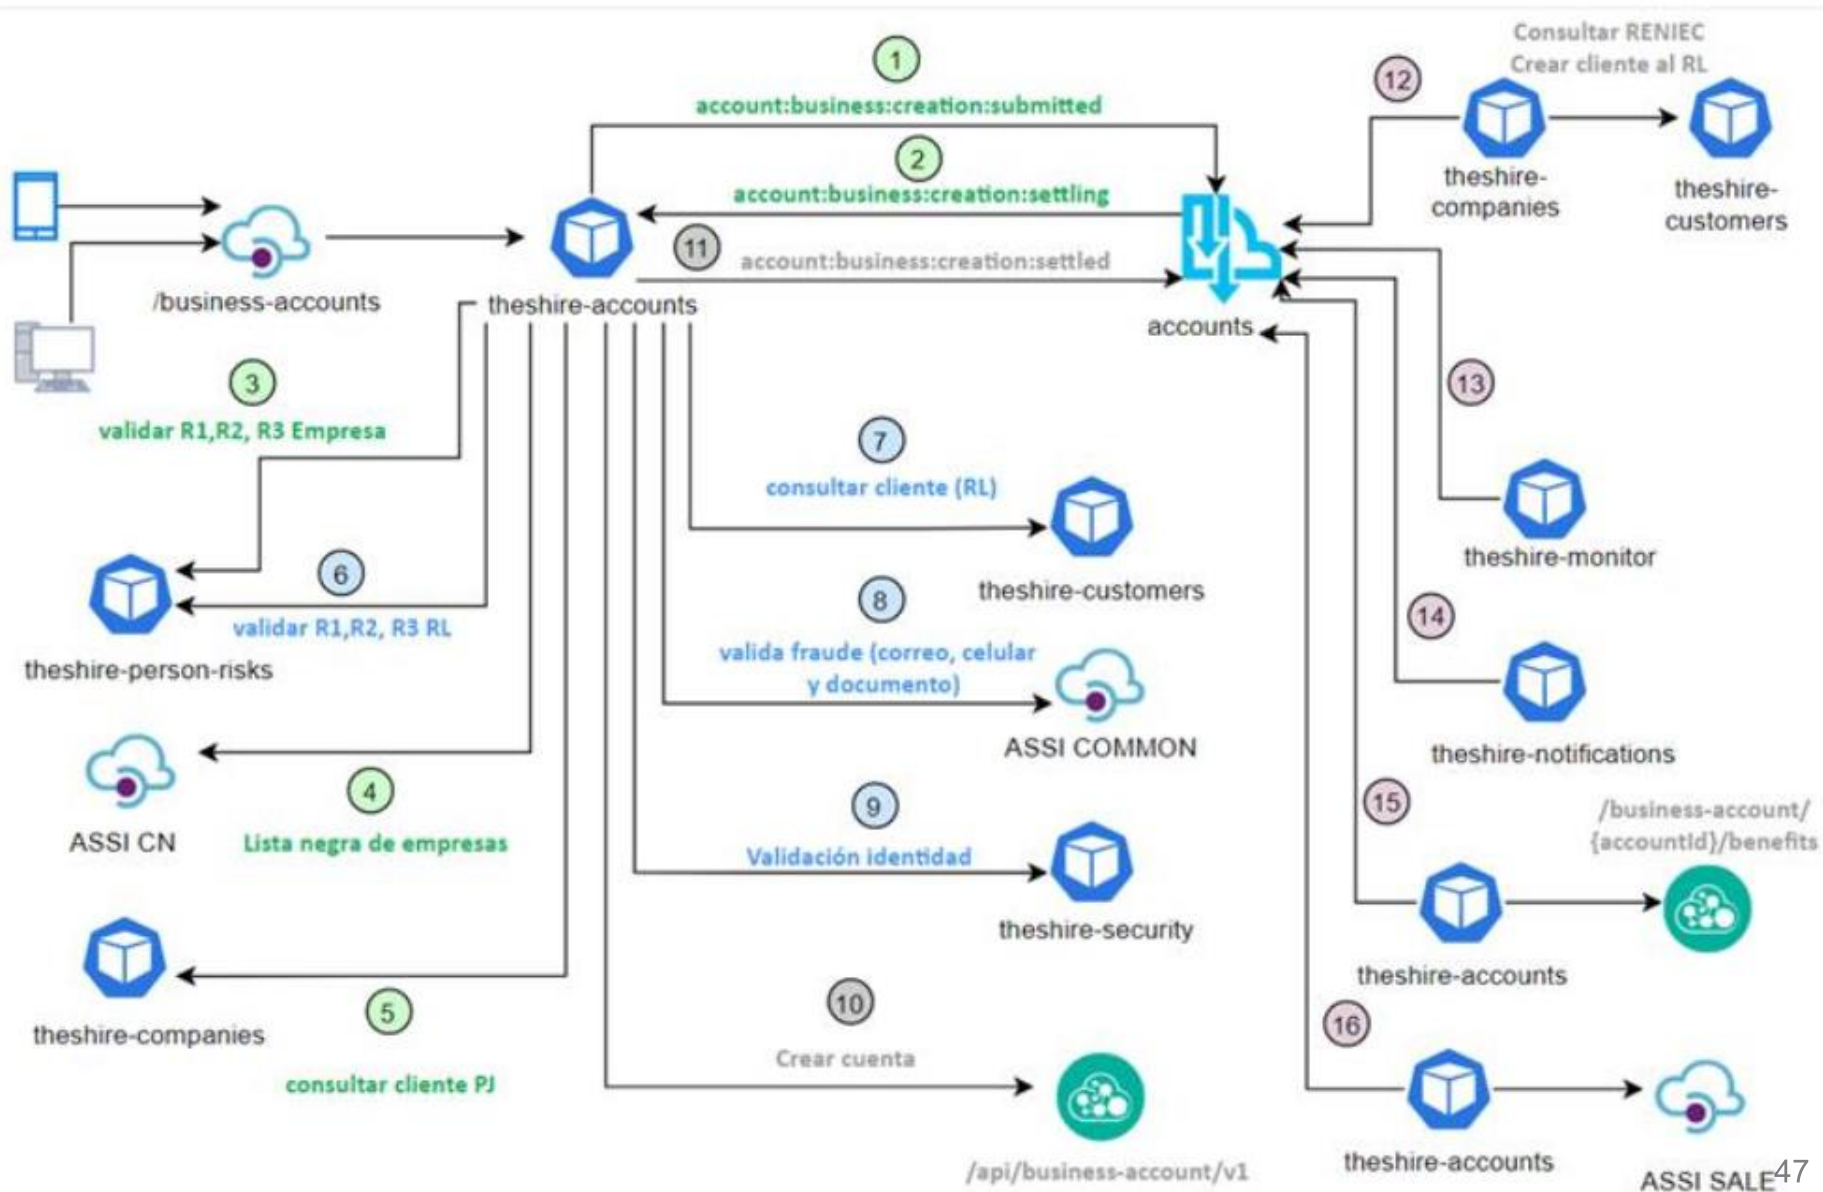 1
account:business:creation:submitted
2
account:business:creation:settling
11
account:business:creation:settled
/business-accounts
theshire-accounts
accounts
Consultar RENIEC
Crear cliente al RL
12
theshire-
companies
theshire-
customers
3
validar R1,R2, R3 Empresa
6
validar R1,R2, R3 RL
theshire-person-risks
4
Lista negra de empresas
ASSI CN
5
consultar cliente PJ
theshire-companies
7
consultar cliente (RL)
theshire-customers
8
valida fraude (correo, celular
y documento)
ASSI COMMON
9
Validación identidad
theshire-security
10
Crear cuenta
/api/business-account/v1
13
theshire-monitor
14
theshire-notifications
15
/business-account/
{accountId}/benefits
theshire-accounts
16
theshire-accounts
ASSI SALE
47